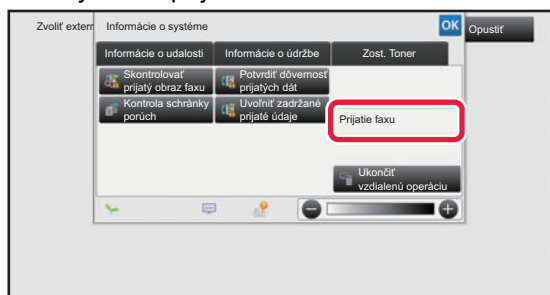 Zvoliť extern
Informácie o systéme
OK
Opustiť
Informácie o udalosti
Informácie o údržbe
Zost. Toner
Skontrolovať
prijatý obraz faxu
Potvrdiť dôvernosť
prijatých dát
Kontrola schránky
porúch
Uvoľniť zadržané
prijaté údaje
Prijatie faxu
Ukončiť
vzdialenú operáciu